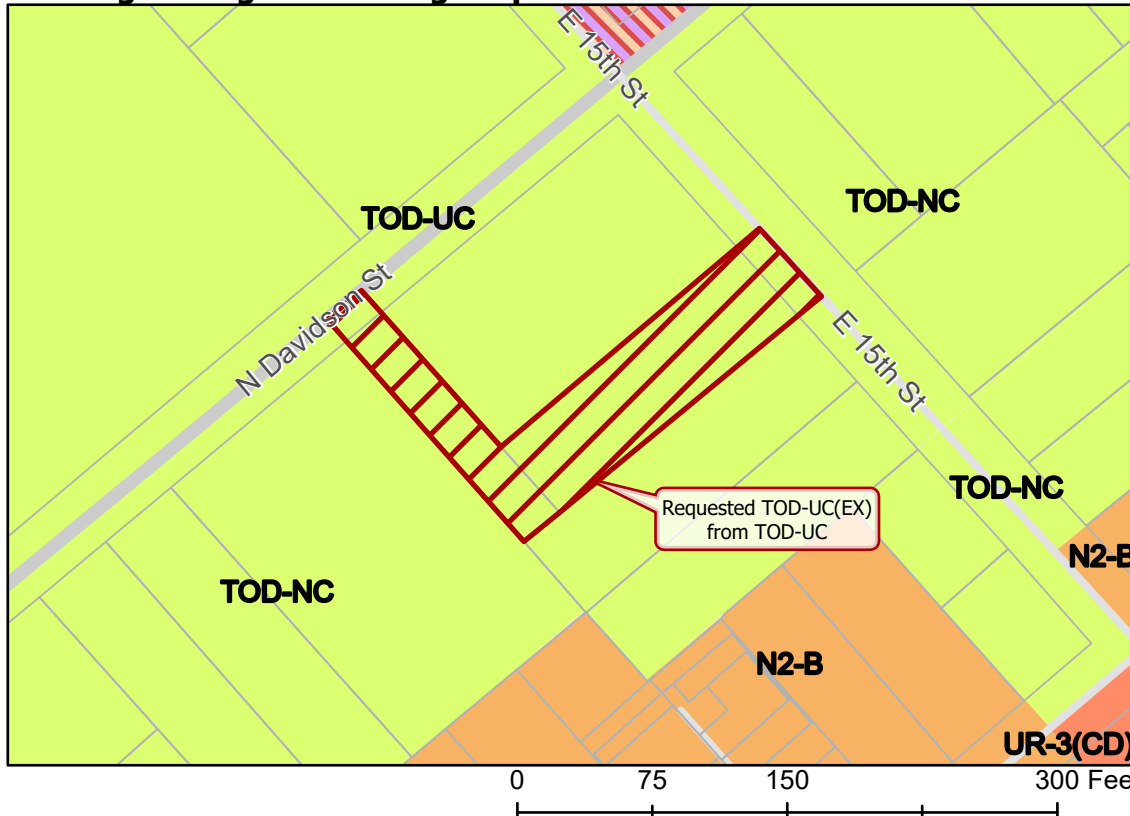 E 15th St
TOD-UC
TOD-NC
N Davidson St
E 15th St
TOD-NC
Requested TOD-UC(EX)
from TOD-UC
N2-B
TOD-NC
N2-B
UR-3(CD)
0 75 150 300 Fee